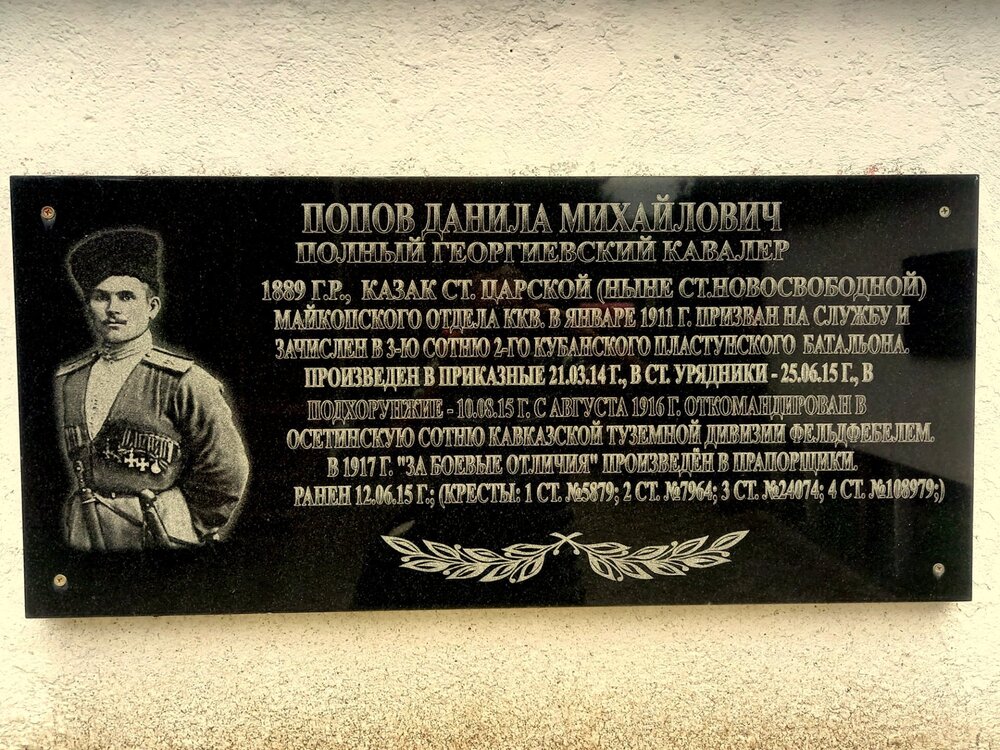 ПОПОВ ДАНИЛА МИХАЙЛОВИЧ
ПОЛНЫЙ ГЕОРГИЕВСКИЙ КАВАЛЕР
1889 Г.Р., КАЗАК СТ. ЦАРСКОЙ (НЫНЕ СТ.НОВОСВОБОДНОЙ)
МАЙКОПСКОГО ОТДЕЛА ККВ. В ЯНВАРЕ 1911 Г. ПРИЗВАН НА СЛУЖБУ И
ЗАЧИСЛЕН В 3-Ю СОТНЮ 2-ГО КУБАНСКОГО ПЛАСТУНСКОГО БАТАЛЬОНА.
ПРОИЗВЕДЕН В ПРИКАЗНЫЕ 21.03.14 Г., В СТ. УРЯДНИКИ - 25.06.15 Г., В
ПОДХОРУНЖИЕ - 10.08.15 Г. С АВГУСТА 1916 Г. ОТКОМАНДИРОВАН В
ОСЕТИНСКУЮ СОТНЮ КАВКАЗСКОЙ ТУЗЕМНОЙ ДИВИЗИИ ФЕЛЬДФЕБЕЛЕМ.
В 1917 Г. "ЗА БОЕВЫЕ ОТЛИЧИЯ" ПРОИЗВЕДЁН В ПРАПОРЩИКИ.
РАНЕН 12.06.15 Г.; (КРЕСТЫ: 1 СТ. №5879; 2 СТ. №7964; 3 СТ. №24074; 4 СТ. №108979;)